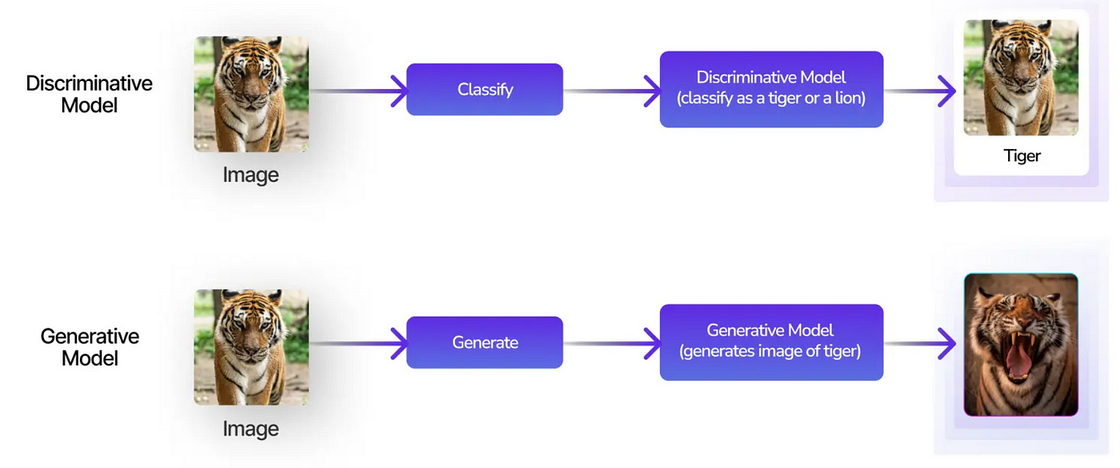 Discriminative
Model
Image
Classify
Discriminative Model
(classify as a tiger or a lion)
Tiger
Generative
Model
Image
Generate
Generative Model
(generates image of tiger)